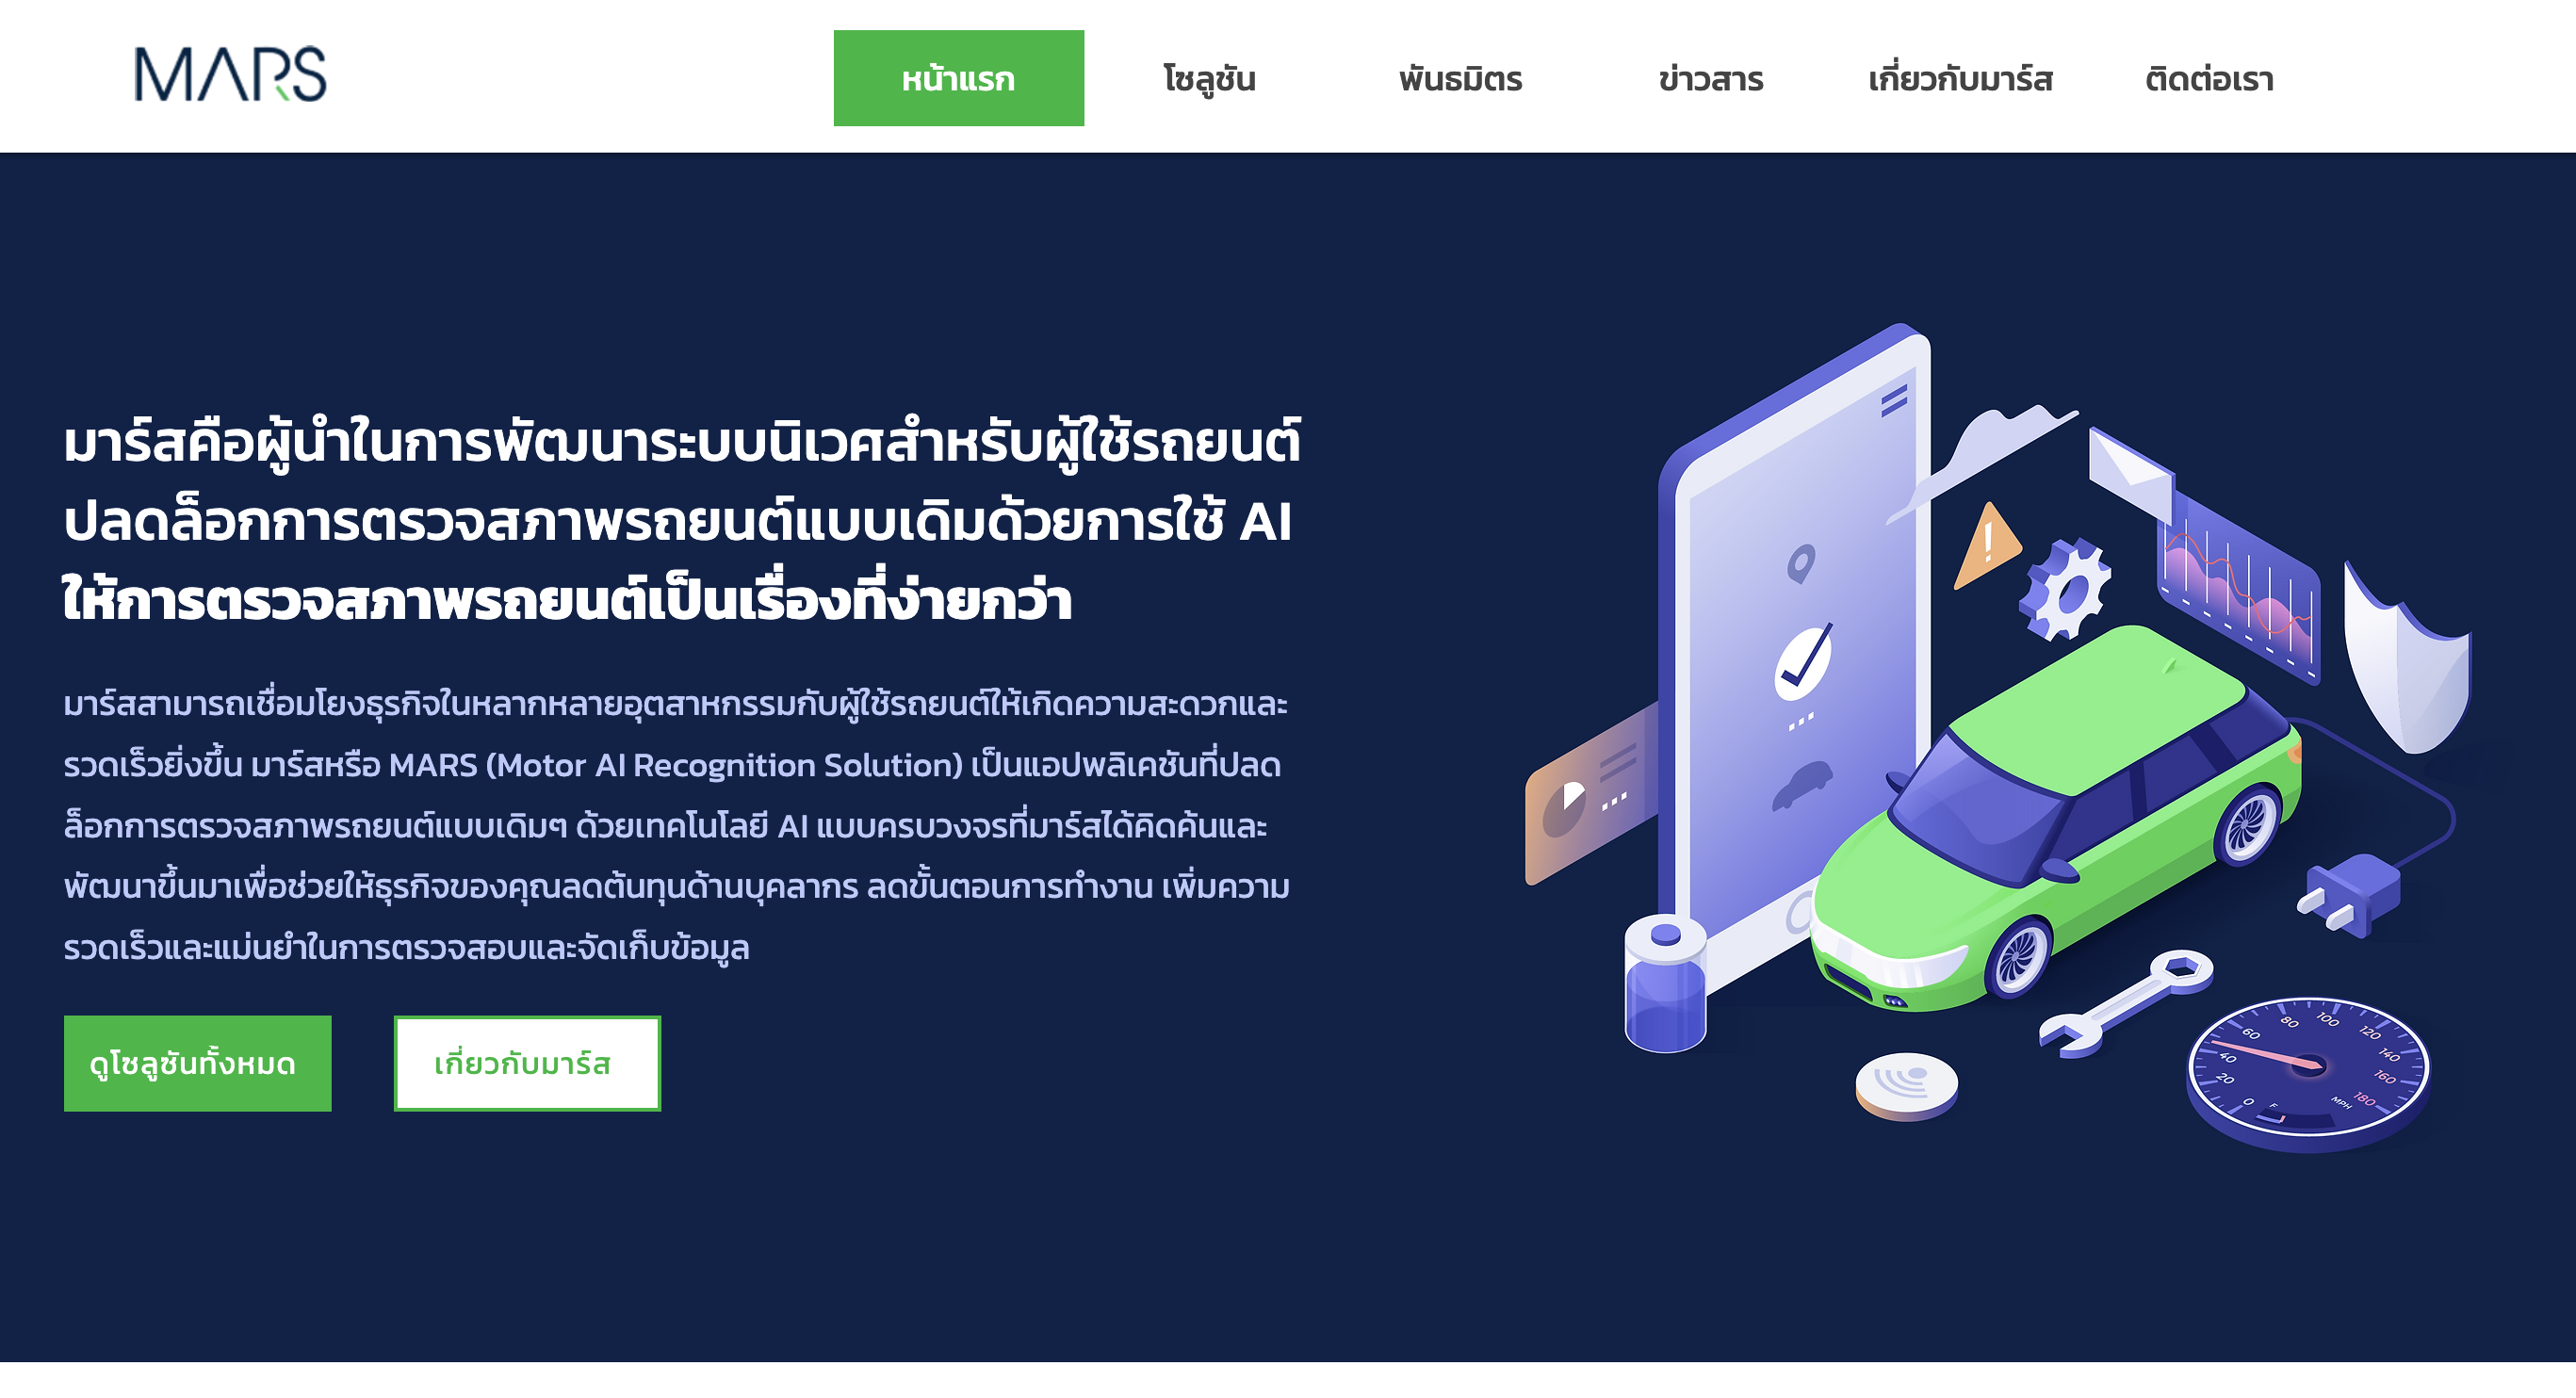 MARS
หน้าแรก
โซลูชัน
พันธมิตร
ข่าวสาร
เกี่ยวกับมาร์ส
ติดต่อเรา
มาร์สคือผู้นำในการพัฒนาระบบนิเวศสำหรับผู้ใช้รถยนต์
ปลดล็อกการตรวจสภาพรถยนต์แบบเดิมด้วยการใช้ AI
ให้การตรวจสภาพรถยนต์เป็นเรื่องที่ง่ายกว่า
มาร์สสามารถเชื่อมโยงธุรกิจในหลากหลายอุตสาหกรรมกับผู้ใช้รถยนต์ให้เกิดความสะดวกและ
รวดเร็วยิ่งขึ้น มาร์สหรือ MARS (Motor AI Recognition Solution) เป็นแอปพลิเคชันที่ปลด
ล็อกการตรวจสภาพรถยนต์แบบเดิมๆ ด้วยเทคโนโลยี AI แบบครบวงจรที่มาร์สได้คิดค้นและ
พัฒนาขึ้นมาเพื่อช่วยให้ธุรกิจของคุณลดต้นทุนด้านบุคลากร ลดขั้นตอนการทำงาน เพิ่มความ
รวดเร็วและแม่นยำในการตรวจสอบและจัดเก็บข้อมูล
ดูโซลูชันทั้งหมด
เกี่ยวกับมาร์ส
0 20 40 60 80 100 120 140 160 180
F
MPH